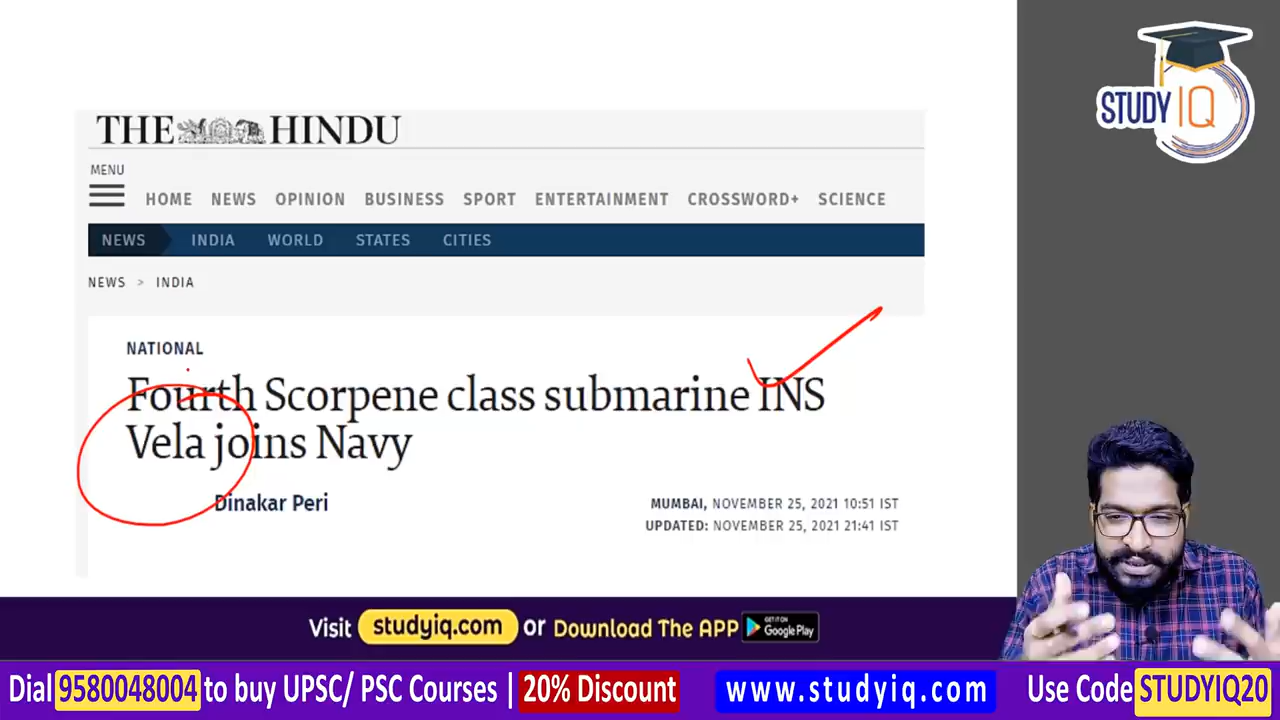 STUDY IQ
THE HINDU
MENU
HOME NEWS OPINION BUSINESS SPORT ENTERTAINMENT CROSSWORD+ SCIENCE
NEWS INDIA WORLD STATES CITIES
NEWS > INDIA
NATIONAL
Fourth Scorpene class submarine INS
Vela joins Navy
Dinakar Peri
MUMBAI, NOVEMBER 25, 2021 10:51 IST
UPDATED: NOVEMBER 25, 2021 21:41 IST
Visit studyiq.com or Download The APP GET IT ON Google Play
Dial 9580048004 to buy UPSC/ PSC Courses | 20% Discount www.studyiq.com Use Code STUDYIQ20